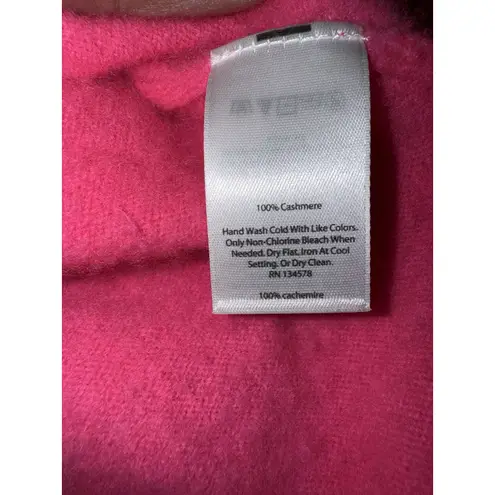 100% Cashmere
Hand Wash Cold With Like Colors.
Only Non-Chlorine Bleach When
Needed. Dry Flat. Iron At Cool
Setting. Or Dry Clean.
RN 134578
100% cachemire